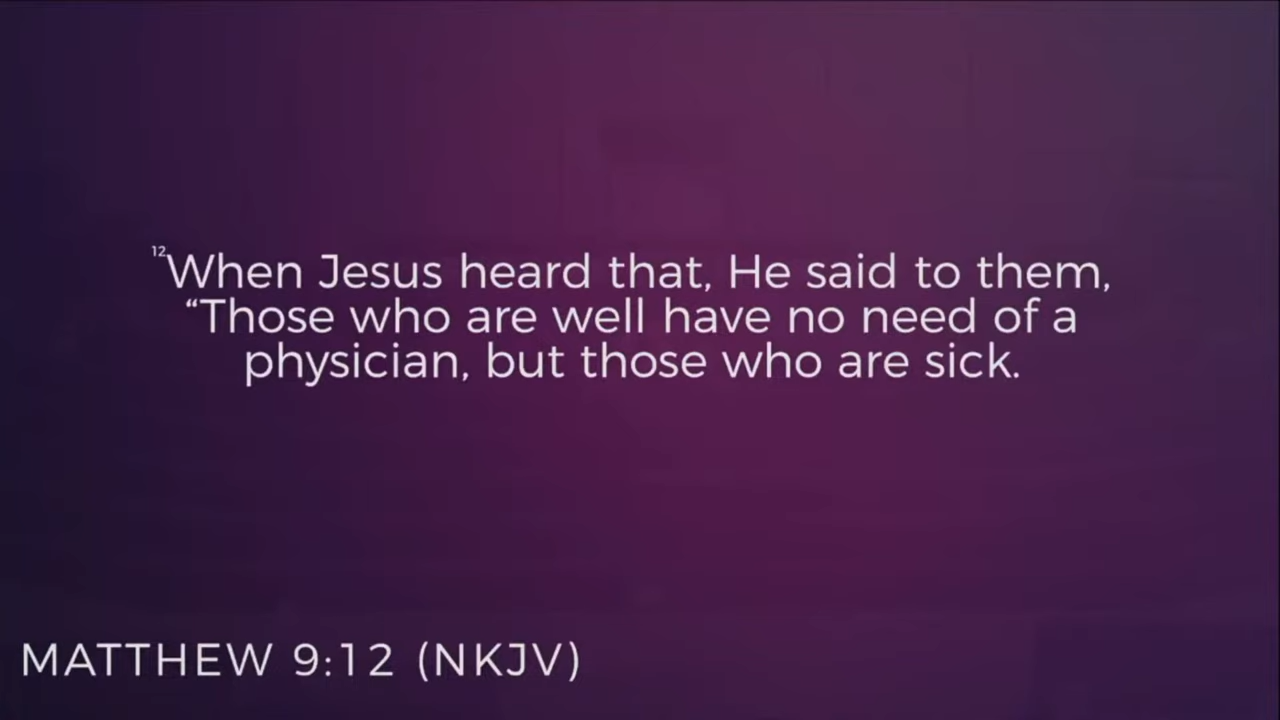 12When Jesus heard that, He said to them,
“Those who are well have no need of a
physician, but those who are sick.
MATTHEW 9:12 (NKJV)